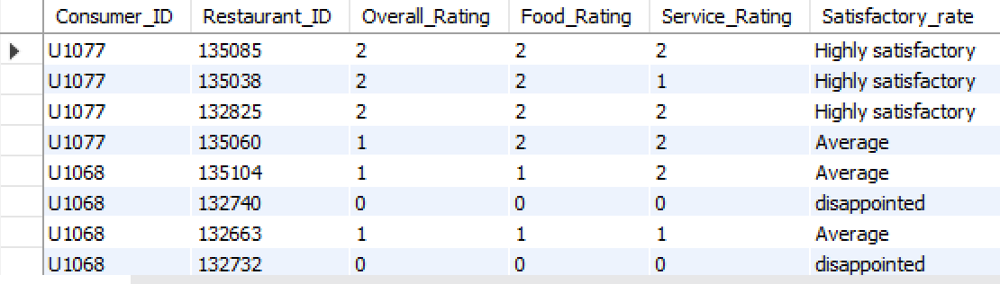 Consumer_ID Restaurant_ID Overall_Rating Food_Rating Service_Rating Satisfactory_rate
U1077 135085 2 2 2 Highly satisfactory
U1077 135038 2 2 1 Highly satisfactory
U1077 132825 2 2 2 Highly satisfactory
U1077 135060 1 2 2 Average
U1068 135104 1 1 2 Average
U1068 132740 0 0 0 disappointed
U1068 132663 1 1 1 Average
U1068 132732 0 0 0 disappointed